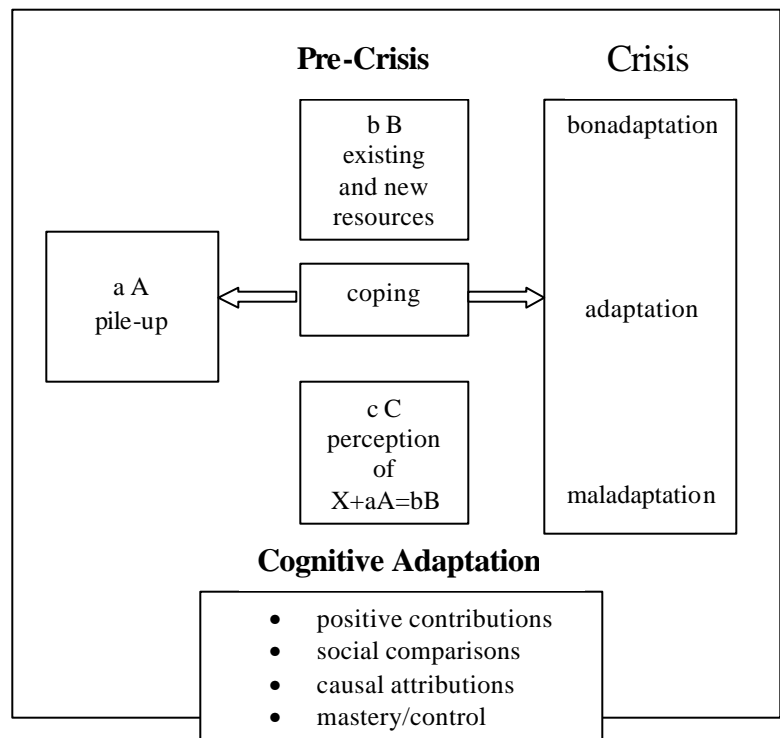 Pre-Crisis
Crisis
b B
existing
and new
resources
bonadaptation
a A
pile-up
coping
adaptation
c C
perception
of
X+aA=bB
maladaptation
Cognitive Adaptation
• positive contributions
• social comparisons
• causal attributions
• mastery/control